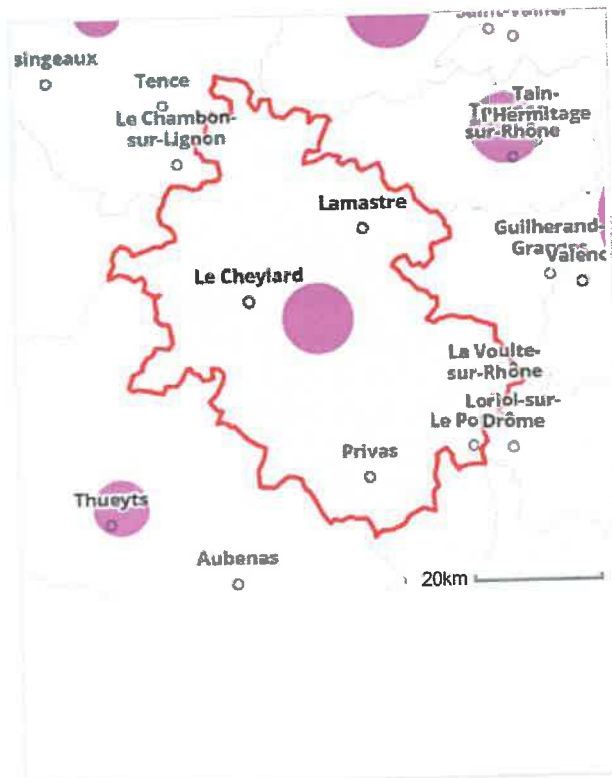 singeaux
Tence
Le Chambon-
sur-Lignon
Tain-
l'Hermitage
sur-Rhône
Lamastre
Guilherand-
Valenc
Le Cheylard
La Voulte-
sur-Rhône
Loriol-sur-
Le Po Drôme
Privas
Thueyts
Aubenas
20km